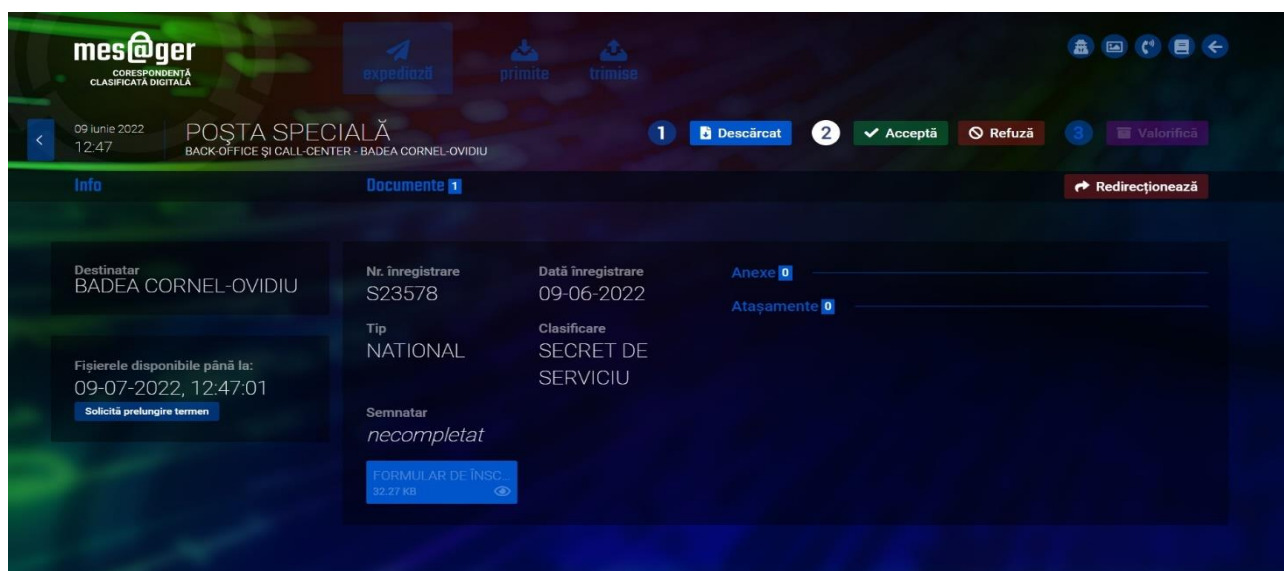 mes@ger
CORESPONDENȚĂ
CLASIFICATĂ DIGITALĂ
expediază
primite
trimise
09 iunie 2022
12:47
POȘTA SPECIALĂ
BACK-OFFICE ȘI CALL-CENTER - BADEA CORNEL-OVIDIU
1
Descărcat
2
Acceptă
Refuză
3
Valorifică
Info
Documente 1
Redirecționează
Destinatar
BADEA CORNEL-OVIDIU
Fișierele disponibile până la:
09-07-2022, 12:47:01
Solicită prelungire termen
Nr. înregistrare
S23578
Dată înregistrare
09-06-2022
Tip
NATIONAL
Clasificare
SECRET DE
SERVICIU
Semnatar
necompletat
FORMULAR DE ÎNSC...
32.27 KB
Anexe 0
Atașamente 0